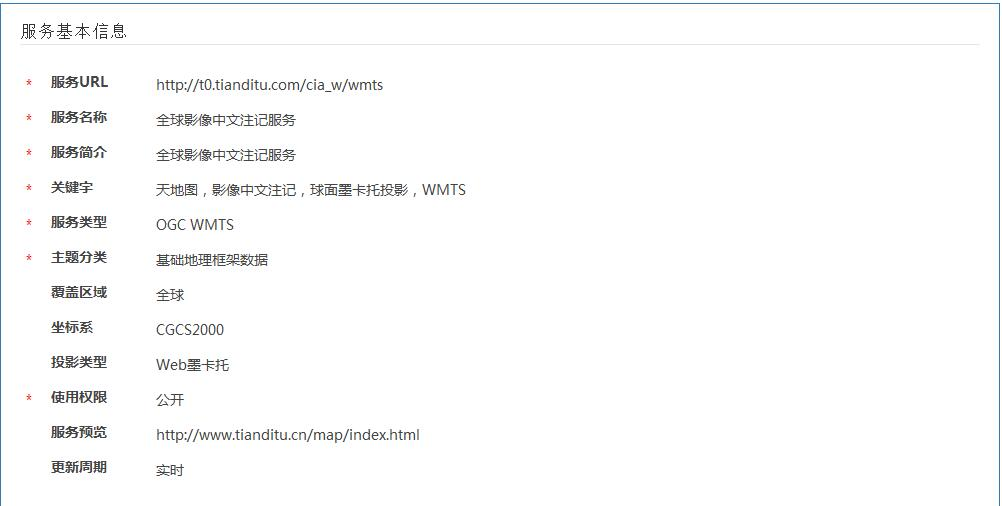 服务基本信息
* 服务URL http://t0.tianditu.com/cia_w/wmts
* 服务名称 全球影像中文注记服务
* 服务简介 全球影像中文注记服务
* 关键字 天地图，影像中文注记，球面墨卡托投影，WMTS
* 服务类型 OGC WMTS
* 主题分类 基础地理框架数据
覆盖区域 全球
坐标系 CGCS2000
投影类型 Web墨卡托
* 使用权限 公开
服务预览 http://www.tianditu.cn/map/index.html
更新周期 实时